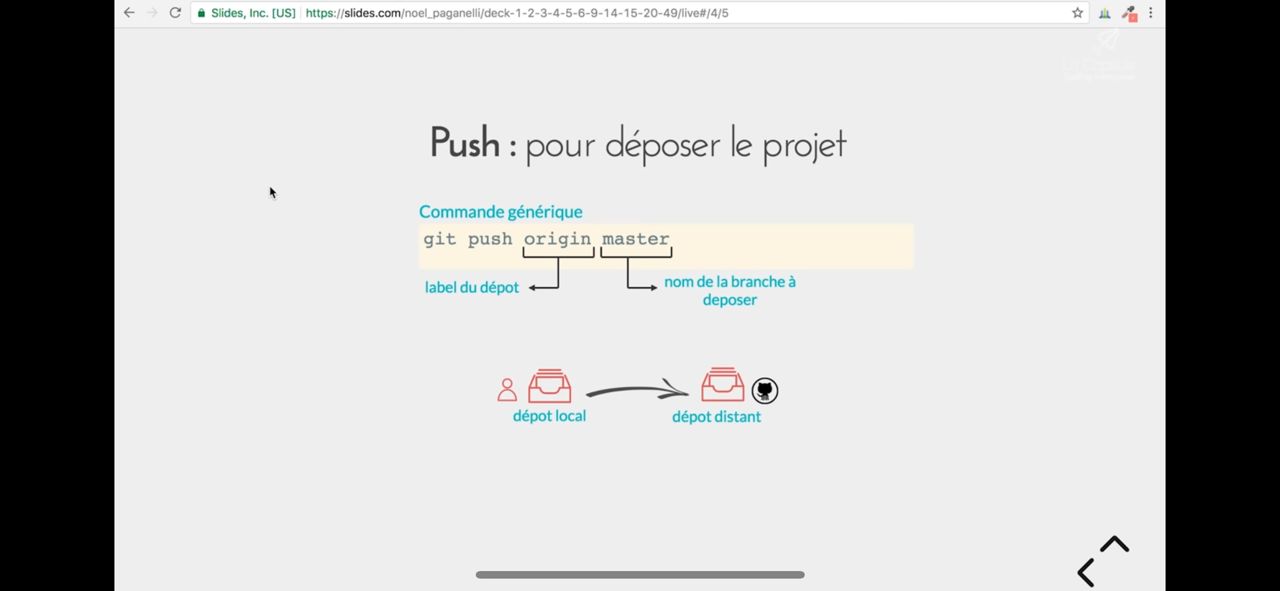 Slides, Inc. [US]
https://slides.com/noel_paganelli/deck-1-2-3-4-5-6-9-14-15-20-49/live#/4/5
Push : pour déposer le projet
Commande générique
git push origin master
label du dépot
nom de la branche à
deposer
dépot local
dépot distant